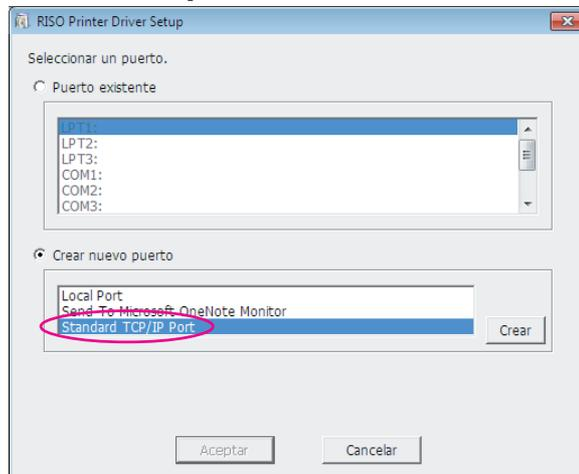 RISO Printer Driver Setup
Seleccionar un puerto.
Puerto existente
LPT1:
LPT2:
LPT3:
COM1:
COM2:
COM3:
Crear nuevo puerto
Local Port
Send To Microsoft OneNote Monitor
Standard TCP/IP Port
Crear
Aceptar
Cancelar